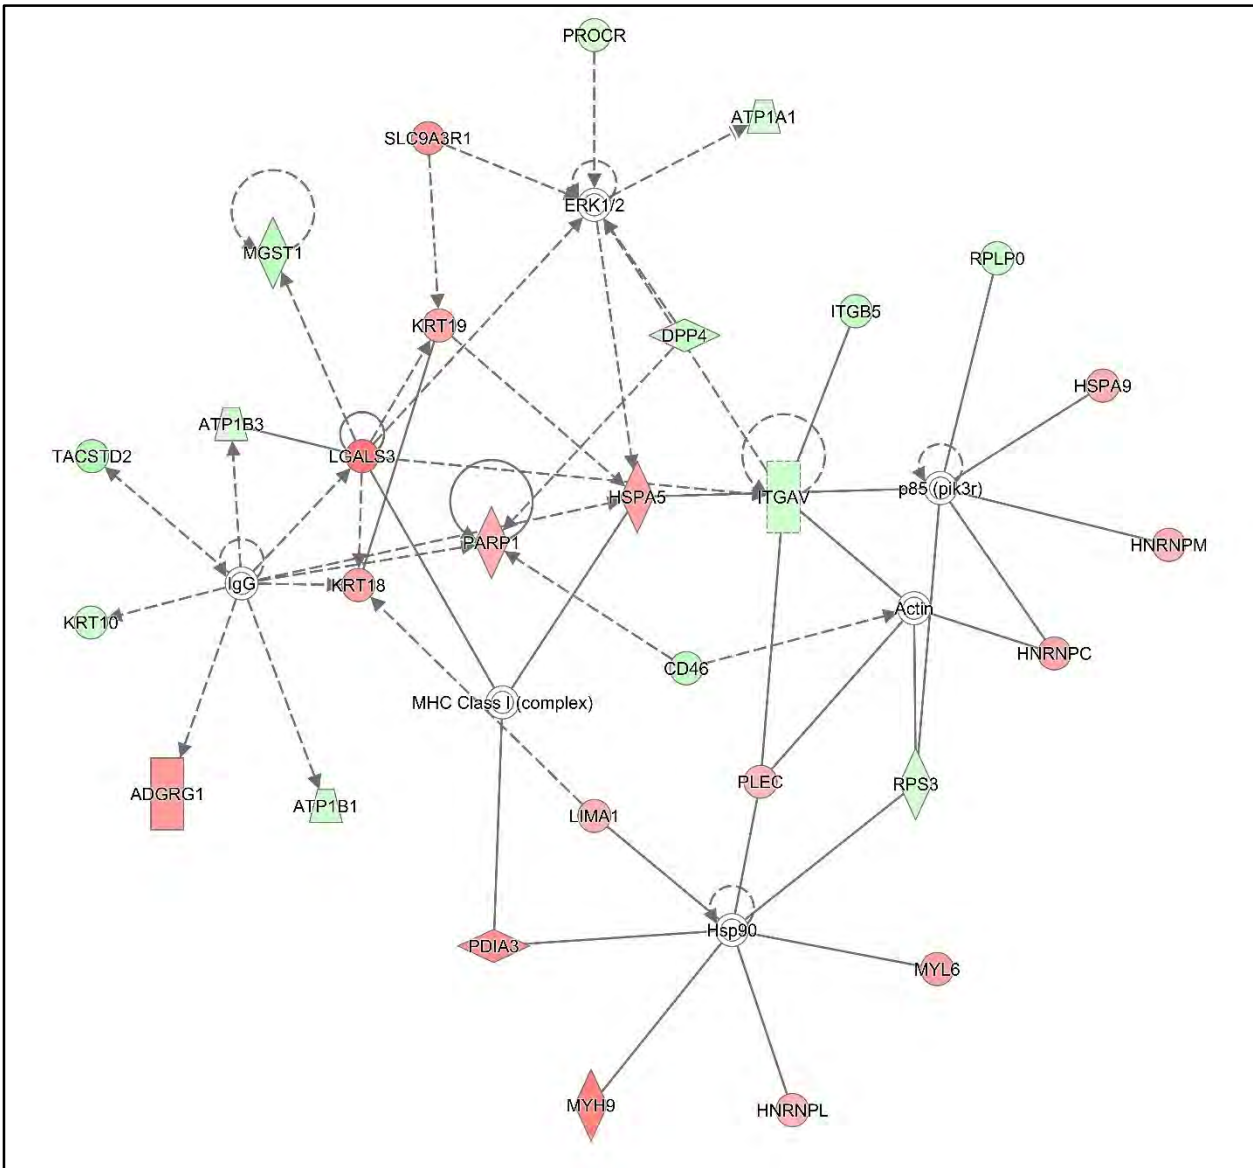 PROCR
ATP1A1
SLC9A3R1
ERK1/2
MGST1
RPLP0
ITGB5
KRT19
DPP4
HSPA9
ATP1B3
TACSTD2
LGALS3
HSPA5
ITGAV
p85 (pik3r)
PARP1
HNRNPM
IgG
KRT18
KRT10
Actin
HNRNPC
CD46
MHC Class I (complex)
ADGRG1
ATP1B1
PLEC
RPS3
LIMA1
Hsp90
PDIA3
MYL6
MYH9
HNRNPL